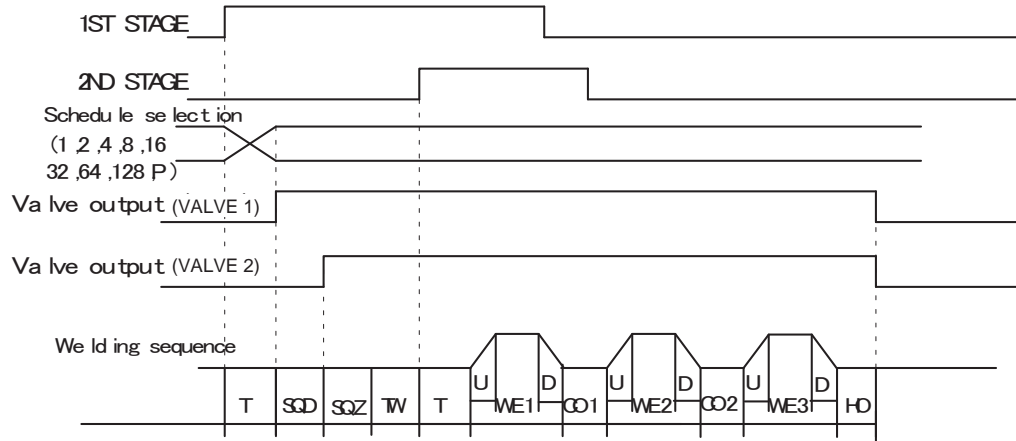 1ST STAGE
2ND STAGE
Schedule selection
(1,2,4,8,16
32,64,128 P)
Valve output (VALVE 1)
Valve output (VALVE 2)
Welding sequence
T SQD SQZ TW T U WE1 D CO1 U WE2 D CO2 U WE3 D HO